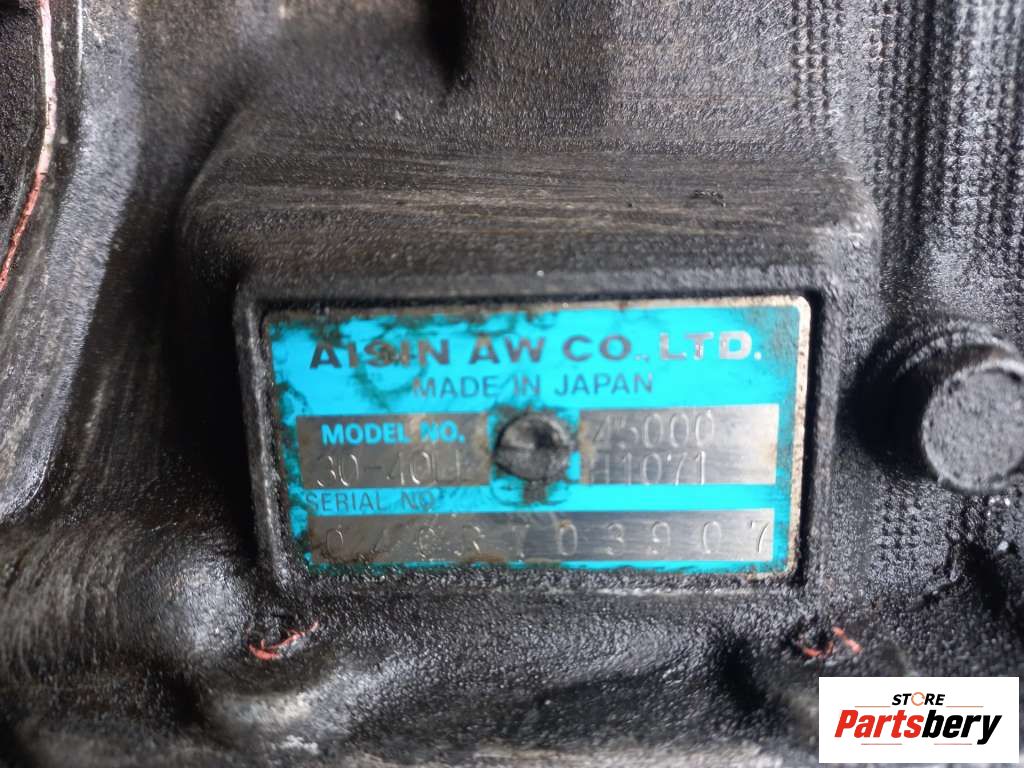 AISIN AW CO., LTD.
MADE IN JAPAN
MODEL NO. 45000
30-40LE H1071
SERIAL NO
STORE
Partsbery